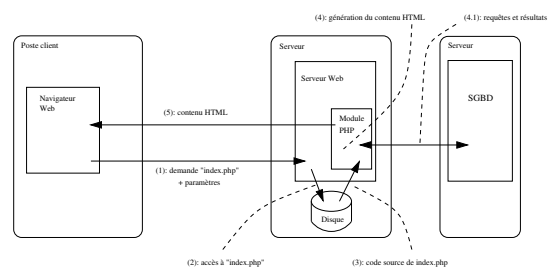 (4): génération du contenu HTML
(4.1): requêtes et résultats
Poste client
Serveur
Serveur
Serveur Web
Navigateur
Web
SGBD
(5): contenu HTML
Module
PHP
(1): demande "index.php"
+ paramètres
Disque
(2): accès à "index.php"
(3): code source de index.php